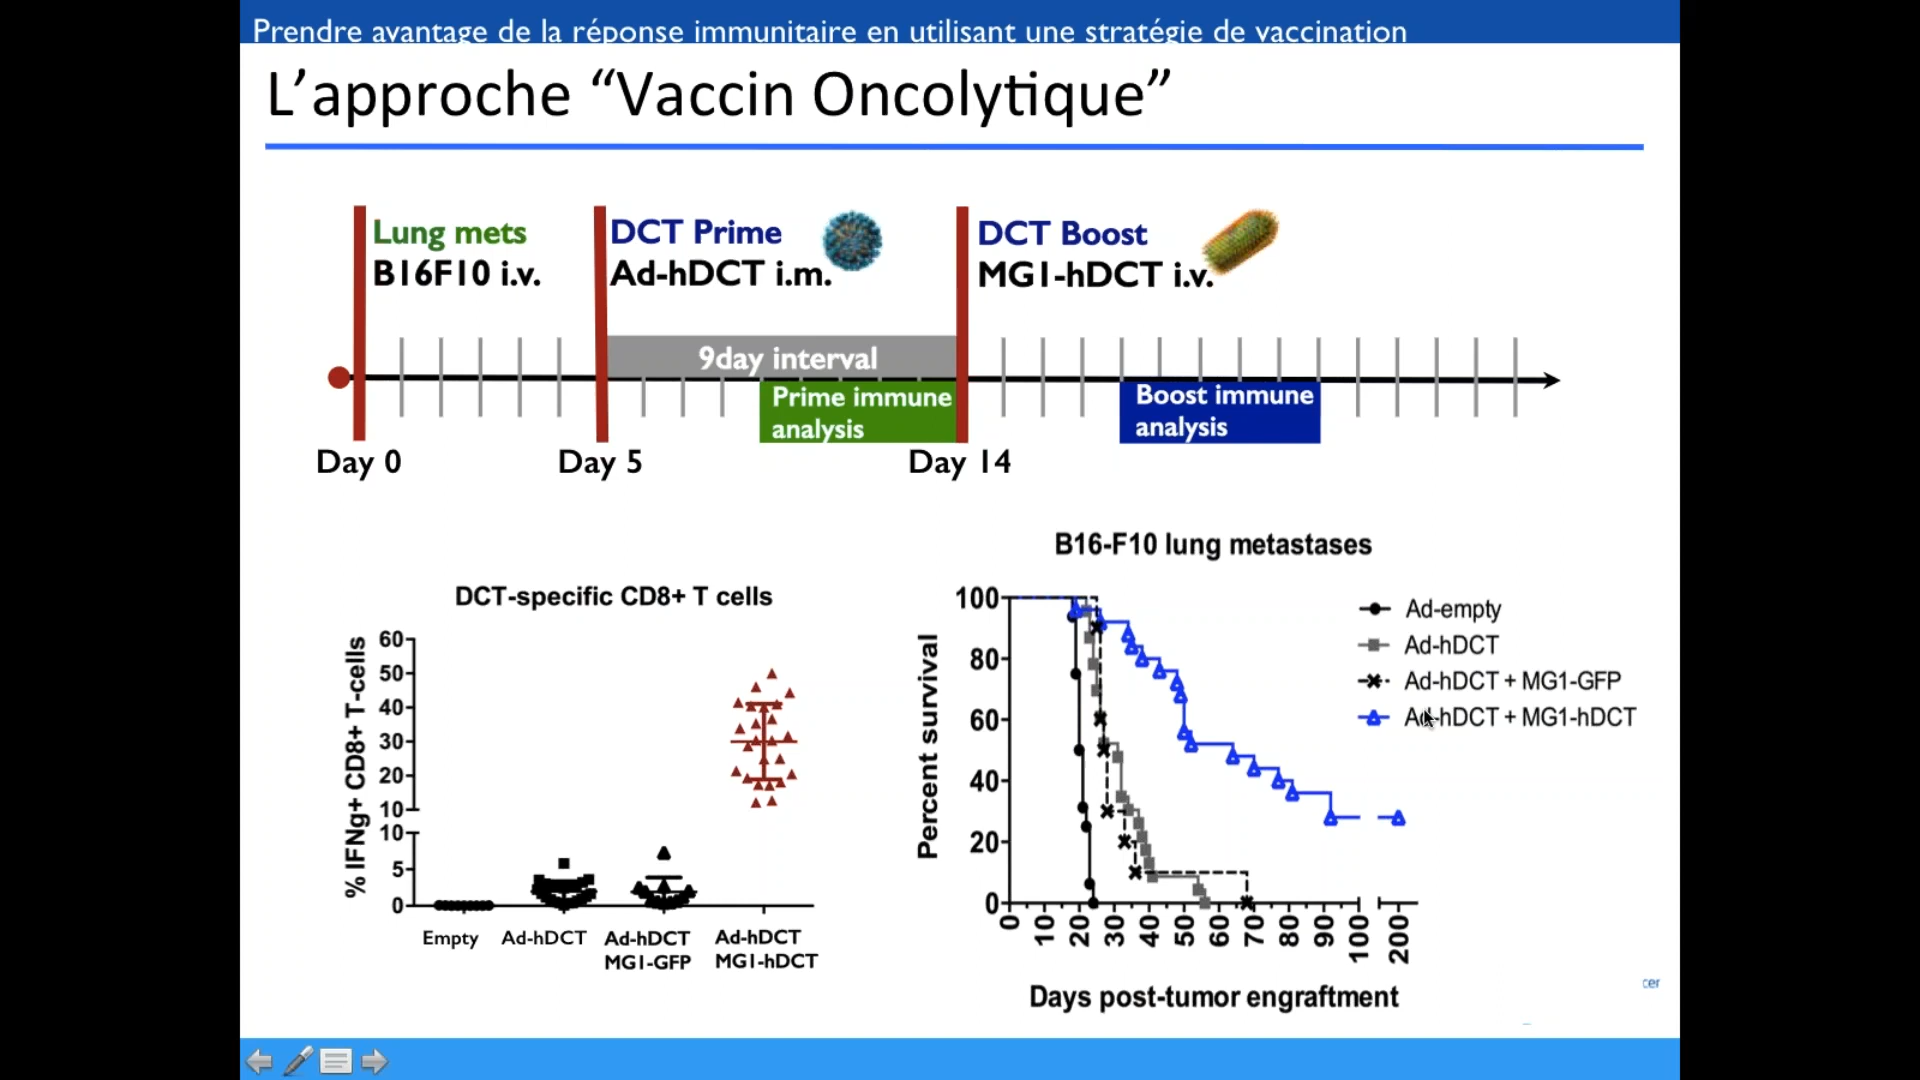 Prendre avantage de la réponse immunitaire en utilisant une stratégie de vaccination
L’approche “Vaccin Oncolytique”
Lung mets
B16F10 i.v.
DCT Prime
Ad-hDCT i.m.
DCT Boost
MG1-hDCT i.v.
9day interval
Prime immune
analysis
Boost immune
analysis
Day 0
Day 5
Day 14
DCT-specific CD8+ T cells
% IFNg+ CD8+ T-cells
60
50
40
30
20
10
10
5
0
Empty
Ad-hDCT
Ad-hDCT
MG1-GFP
Ad-hDCT
MG1-hDCT
B16-F10 lung metastases
Percent survival
100
80
60
40
20
0
0
10
20
30
40
50
60
70
80
90
100
200
Days post-tumor engraftment
Ad-empty
Ad-hDCT
Ad-hDCT + MG1-GFP
Ad-hDCT + MG1-hDCT
cer